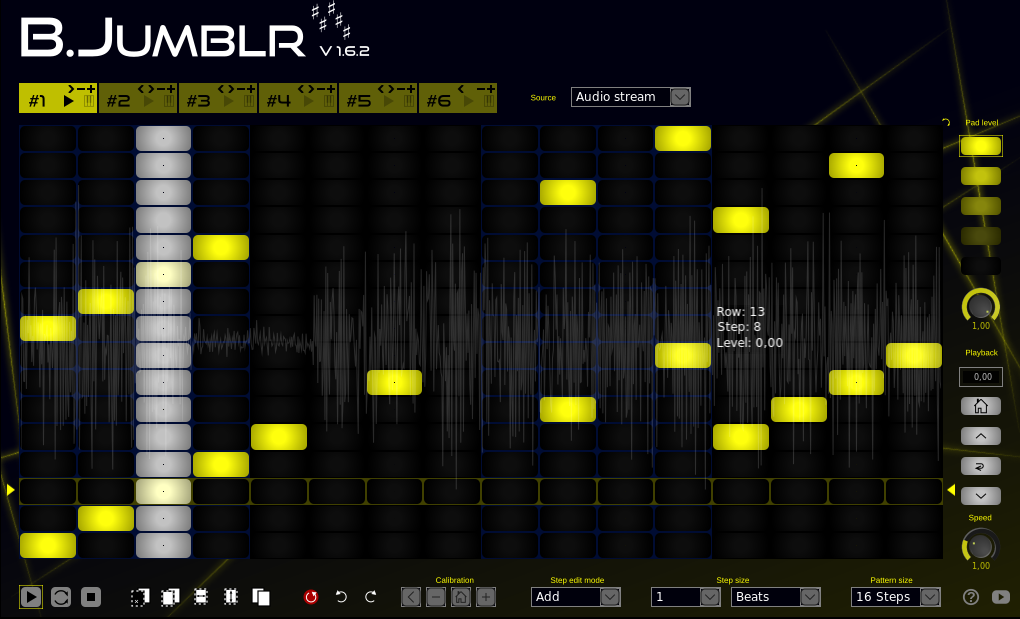 B.Jumblr
V 1.6.2
#1 #2 #3 #4 #5 #6
Source Audio stream
Pad level
1,00
Playback
0,00
Speed
1,00
Row: 13
Step: 8
Level: 0,00
Calibration Step edit mode Step size Pattern size
Add 1 Beats 16 Steps